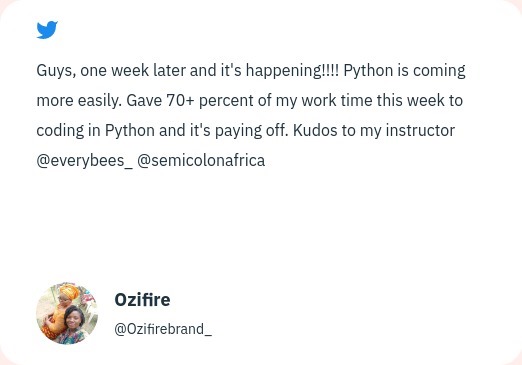 Guys, one week later and it's happening!!!! Python is coming
more easily. Gave 70+ percent of my work time this week to
coding in Python and it's paying off. Kudos to my instructor
@everybees_ @semicolonafrica
Ozifire
@Ozifirebrand_